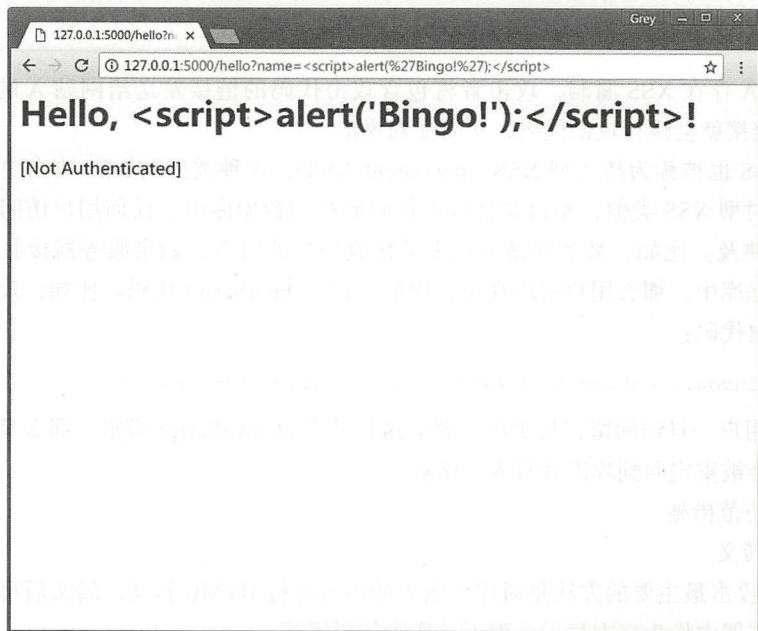 Grey
127.0.0.1:5000/hello?n
127.0.0.1:5000/hello?name=<script>alert(%27Bingo!%27);</script>
Hello, <script>alert('Bingo!');</script>!
[Not Authenticated]